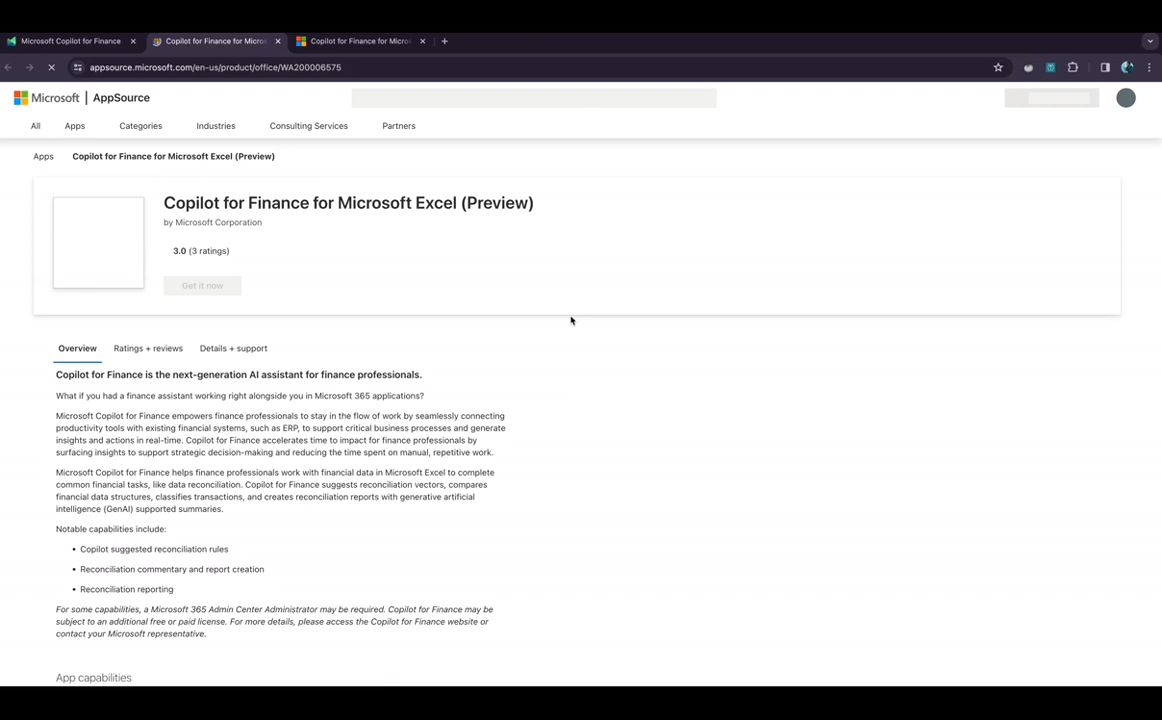 Microsoft Copilot for Finance
Copilot for Finance for Micro
Copilot for Finance for Micro
appsource.microsoft.com/en-us/product/office/WA200006575
Microsoft | AppSource
All Apps Categories Industries Consulting Services Partners
Apps Copilot for Finance for Microsoft Excel (Preview)
Copilot for Finance for Microsoft Excel (Preview)
by Microsoft Corporation
3.0 (3 ratings)
Get it now
Overview Ratings + reviews Details + support
Copilot for Finance is the next-generation AI assistant for finance professionals.
What if you had a finance assistant working right alongside you in Microsoft 365 applications?
Microsoft Copilot for Finance empowers finance professionals to stay in the flow of work by seamlessly connecting
productivity tools with existing financial systems, such as ERP, to support critical business processes and generate
insights and actions in real-time. Copilot for Finance accelerates time to impact for finance professionals by
surfacing insights to support strategic decision-making and reducing the time spent on manual, repetitive work.
Microsoft Copilot for Finance helps finance professionals work with financial data in Microsoft Excel to complete
common financial tasks, like data reconciliation. Copilot for Finance suggests reconciliation vectors, compares
financial data structures, classifies transactions, and creates reconciliation reports with generative artificial
intelligence (GenAI) supported summaries.
Notable capabilities include:
• Copilot suggested reconciliation rules
• Reconciliation commentary and report creation
• Reconciliation reporting
For some capabilities, a Microsoft 365 Admin Center Administrator may be required. Copilot for Finance may be
subject to an additional free or paid license. For more details, please access the Copilot for Finance website or
contact your Microsoft representative.
App capabilities